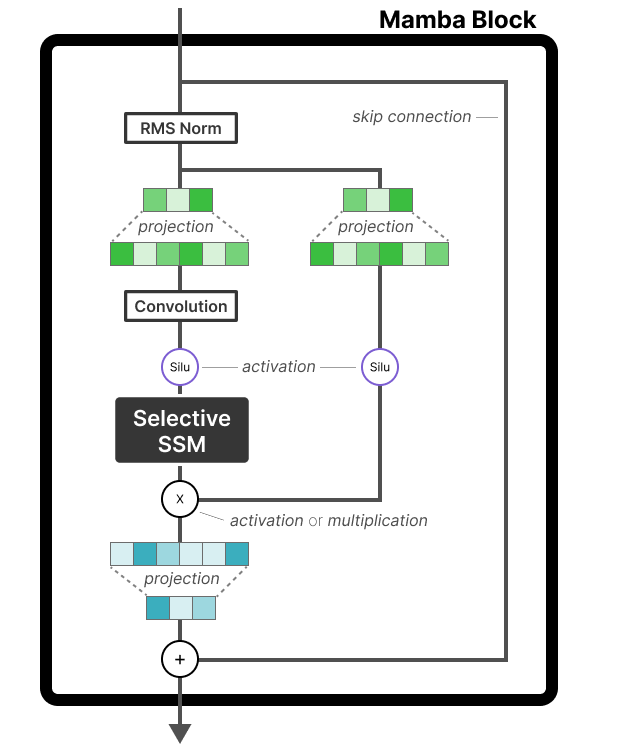 Mamba Block
skip connection
RMS Norm
projection
projection
Convolution
Silu
activation
Silu
Selective
SSM
x
activation or multiplication
projection
+